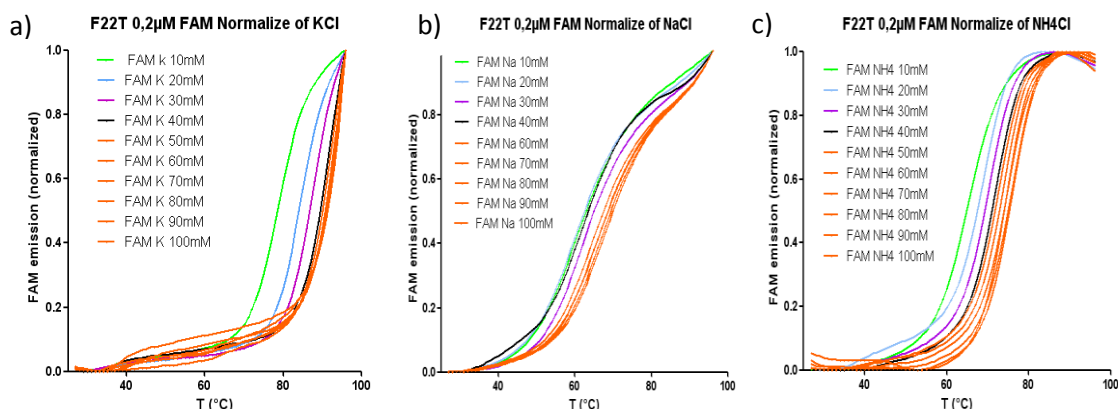 a)
F22T 0,2µM FAM Normalize of KCl
FAM k 10mM
FAM K 20mM
FAM K 30mM
FAM K 40mM
FAM K 50mM
FAM K 60mM
FAM K 70mM
FAM K 80mM
FAM K 90mM
FAM K 100mM
FAM emission (normalized)
1.0
0.8
0.6
0.4
0.2
0.0
40
60
80
100
T (°C)
b)
F22T 0,2µM FAM Normalize of NaCl
FAM Na 10mM
FAM Na 20mM
FAM Na 30mM
FAM Na 40mM
FAM Na 60mM
FAM Na 70mM
FAM Na 80mM
FAM Na 90mM
FAM Na 100mM
FAM emission (normalized)
0.8
0.6
0.4
0.2
0.0
40
60
80
100
T (°C)
c)
F22T 0,2µM FAM Normalize of NH4Cl
FAM NH4 10mM
FAM NH4 20mM
FAM NH4 30mM
FAM NH4 40mM
FAM NH4 50mM
FAM NH4 60mM
FAM NH4 70mM
FAM NH4 80mM
FAM NH4 90mM
FAM NH4 100mM
FAM emission (normalized)
1.0
0.8
0.6
0.4
0.2
0.0
40
60
80
100
T (°C)